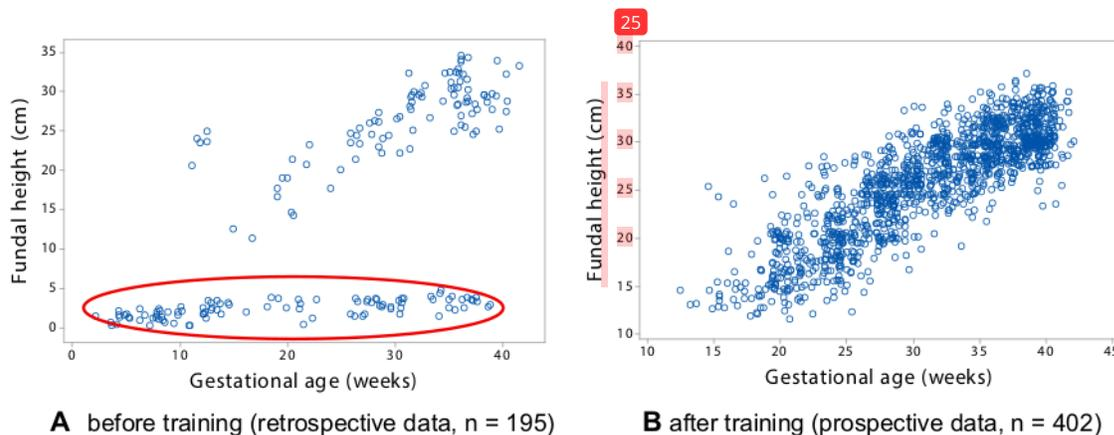 25
35
30
25
20
15
10
5
0
Fundal height (cm)
0 10 20 30 40
Gestational age (weeks)
A before training (retrospective data, n = 195)
40
35
30
25
20
15
10
Fundal height (cm)
10 15 20 25 30 35 40 45
Gestational age (weeks)
B after training (prospective data, n = 402)